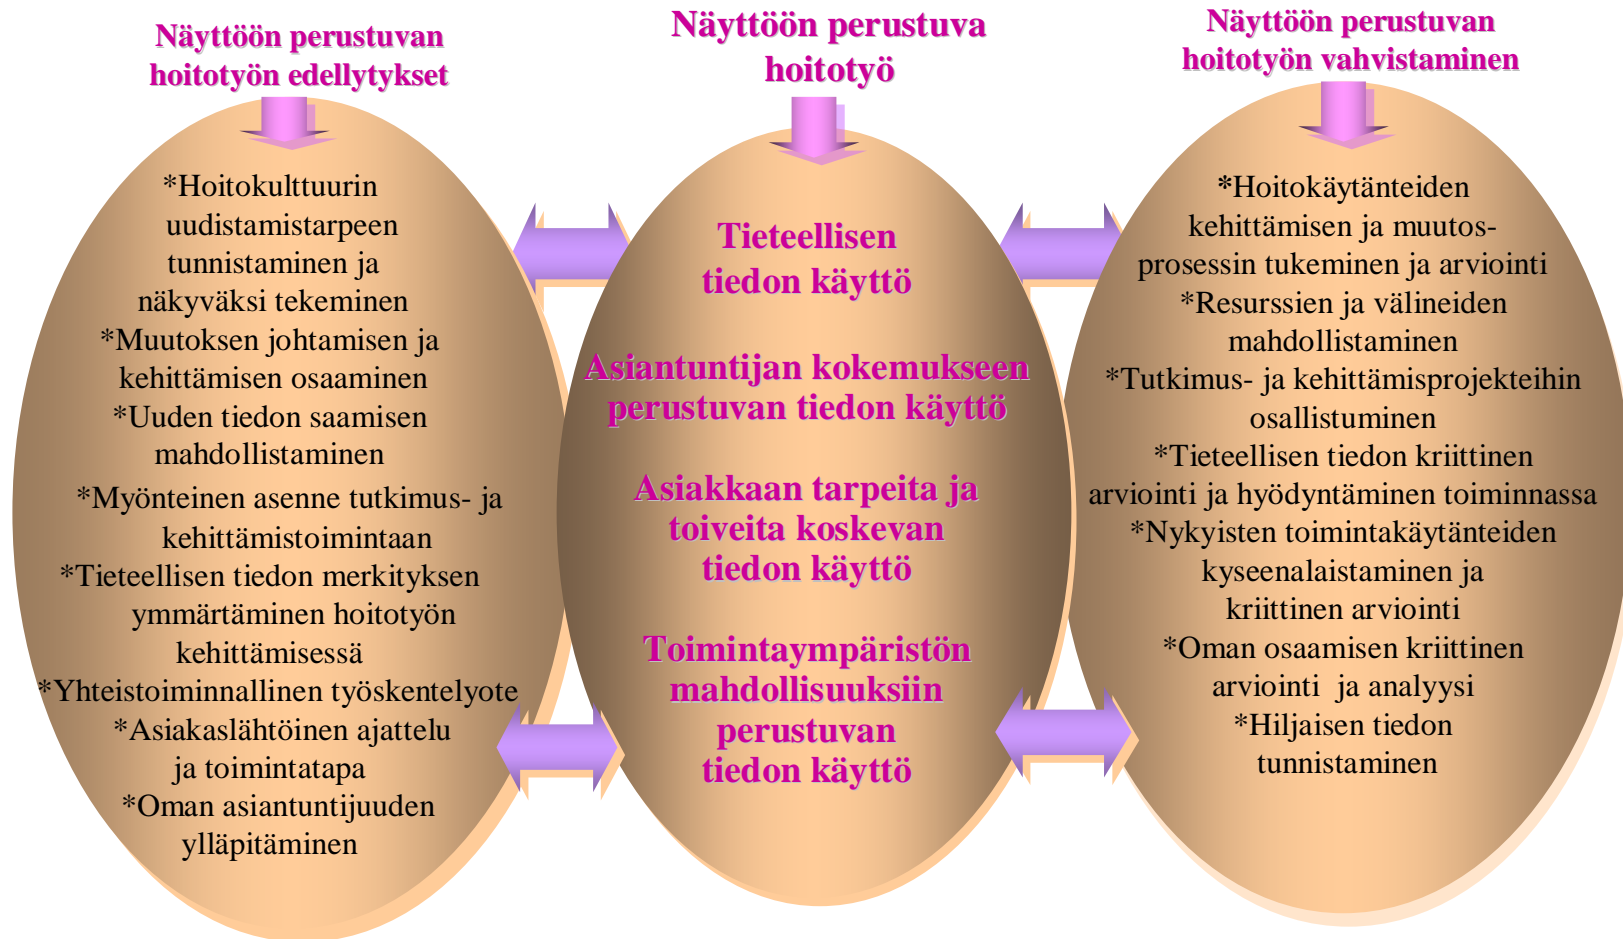 Näyttöön perustuvan
hoitotyön edellytykset
*Hoitokulttuurin
uudistamistarpeen
tunnistaminen ja
näkyväksi tekeminen
*Muutoksen johtamisen ja
kehittämisen osaaminen
*Uuden tiedon saamisen
mahdollistaminen
*Myönteinen asenne tutkimus- ja
kehittämistoimintaan
*Tieteellisen tiedon merkityksen
ymmärtäminen hoitotyön
kehittämisessä
*Yhteistoiminnallinen työskentelyote
*Asiakaslähtöinen ajattelu
ja toimintatapa
*Oman asiantuntijuuden
ylläpitäminen
Näyttöön perustuva
hoitotyö
Tieteellisen
tiedon käyttö
Asiantuntijan kokemukseen
perustuvan tiedon käyttö
Asiakkaan tarpeita ja
toiveita koskevan
tiedon käyttö
Toimintaympäristön
mahdollisuuksiin
perustuvan
tiedon käyttö
Näyttöön perustuvan
hoitotyön vahvistaminen
*Hoitokäytänteiden
kehittämisen ja muutos-
prosessin tukeminen ja arviointi
*Resurssien ja välineiden
mahdollistaminen
*Tutkimus- ja kehittämisprojekteihin
osallistuminen
*Tieteellisen tiedon kriittinen
arviointi ja hyödyntäminen toiminnassa
*Nykyisten toimintakäytänteiden
kyseenalaistaminen ja
kriittinen arviointi
*Oman osaamisen kriittinen
arviointi ja analyysi
*Hiljaisen tiedon
tunnistaminen